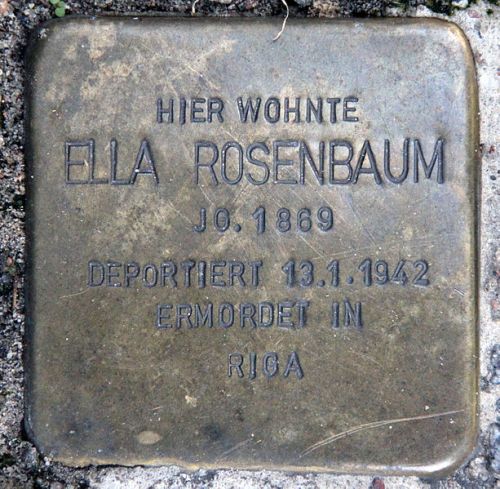 HIER WOHNTE
ELLA ROSENBAUM
JG. 1869
DEPORTIERT 13.1.1942
ERMORDET IN
RIGA